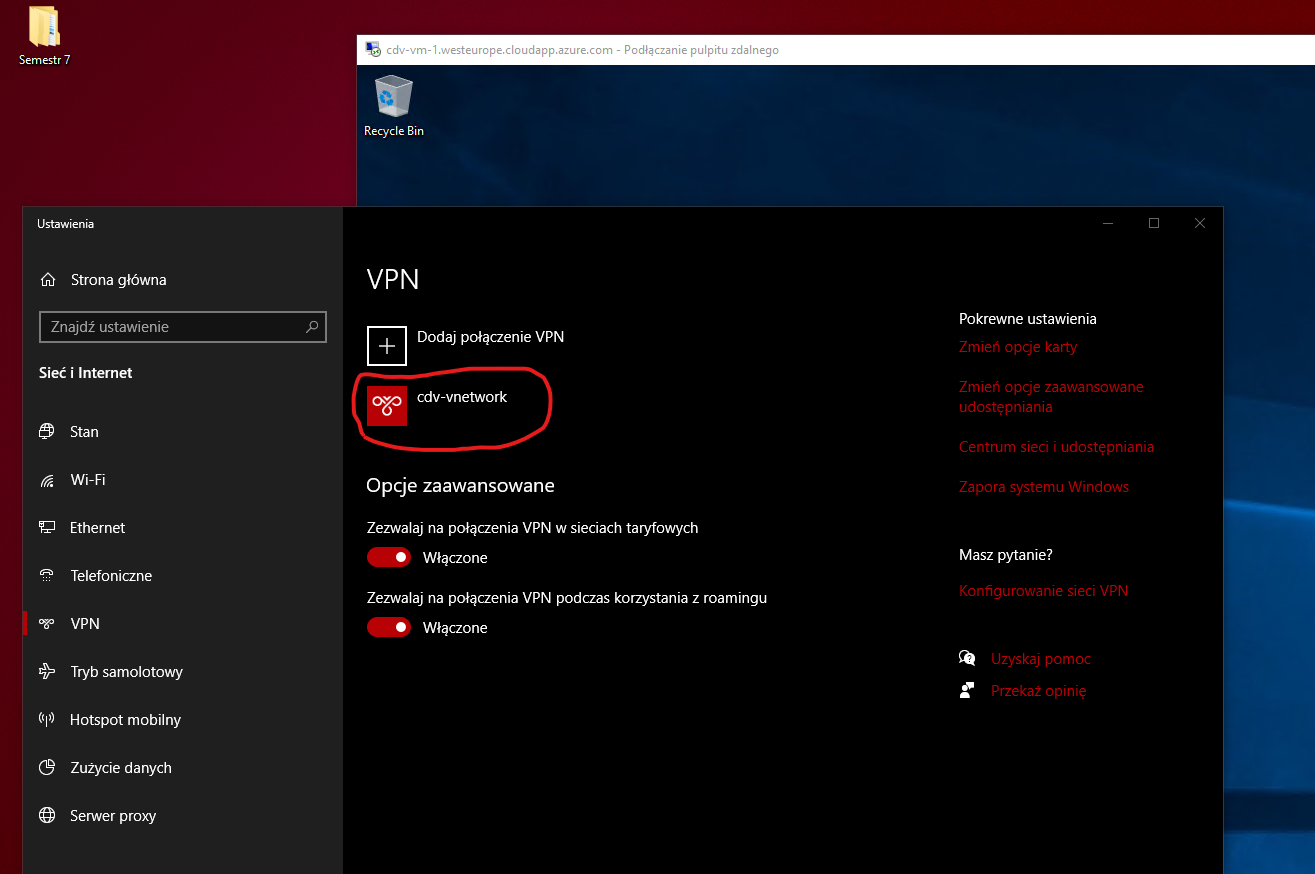 Semestr 7
cdv-vm-1.westeurope.cloudapp.azure.com - Podłączanie pulpitu zdalnego
Recycle Bin
Ustawienia
Strona główna
Znajdź ustawienie
Sieć i Internet
Stan
Wi-Fi
Ethernet
Telefoniczne
VPN
Tryb samolotowy
Hotspot mobilny
Zużycie danych
Serwer proxy
VPN
Dodaj połączenie VPN
cdv-vnetwork
Opcje zaawansowane
Zezwalaj na połączenia VPN w sieciach taryfowych
Włączone
Zezwalaj na połączenia VPN podczas korzystania z roamingu
Włączone
Pokrewne ustawienia
Zmień opcje karty
Zmień opcje zaawansowane
udostępniania
Centrum sieci i udostępniania
Zapora systemu Windows
Masz pytanie?
Konfigurowanie sieci VPN
Uzyskaj pomoc
Przekaż opinię